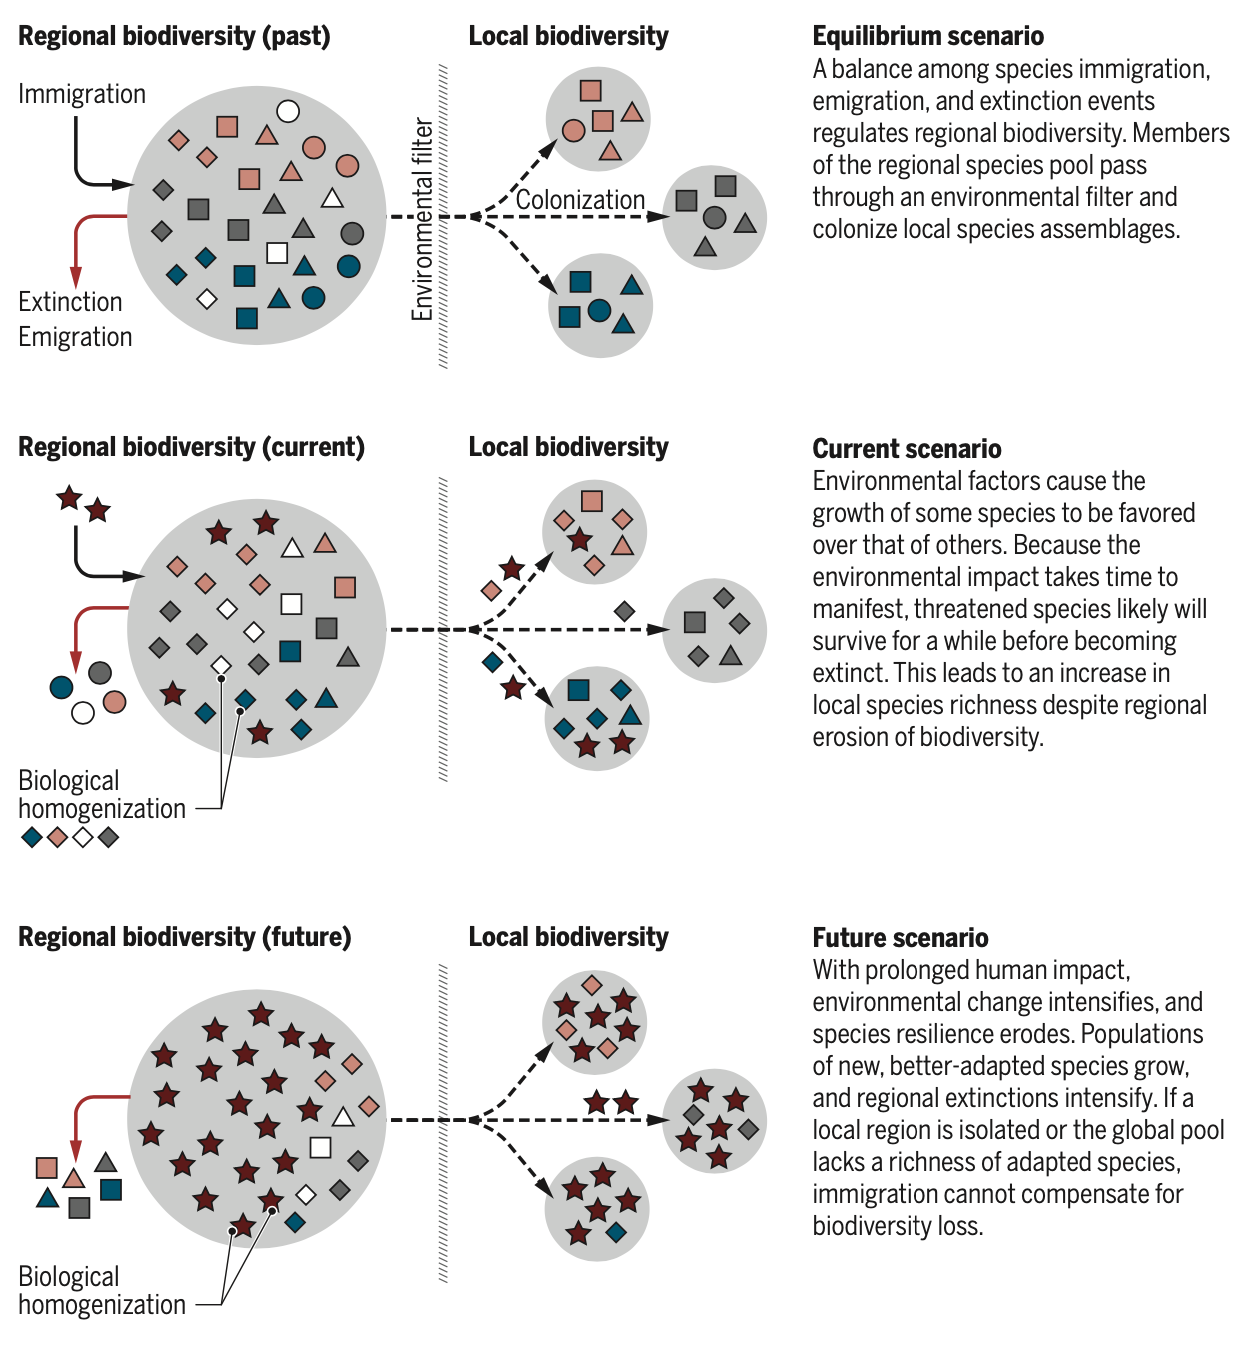 Regional biodiversity (past)
Local biodiversity
Equilibrium scenario
A balance among species immigration,
emigration, and extinction events
regulates regional biodiversity. Members
of the regional species pool pass
through an environmental filter and
colonize local species assemblages.
Immigration
Extinction
Emigration
Environmental filter
Colonization
Regional biodiversity (current)
Local biodiversity
Current scenario
Environmental factors cause the
growth of some species to be favored
over that of others. Because the
environmental impact takes time to
manifest, threatened species likely will
survive for a while before becoming
extinct. This leads to an increase in
local species richness despite regional
erosion of biodiversity.
Biological
homogenization
Regional biodiversity (future)
Local biodiversity
Future scenario
With prolonged human impact,
environmental change intensifies, and
species resilience erodes. Populations
of new, better-adapted species grow,
and regional extinctions intensify. If a
local region is isolated or the global pool
lacks a richness of adapted species,
immigration cannot compensate for
biodiversity loss.
Biological
homogenization